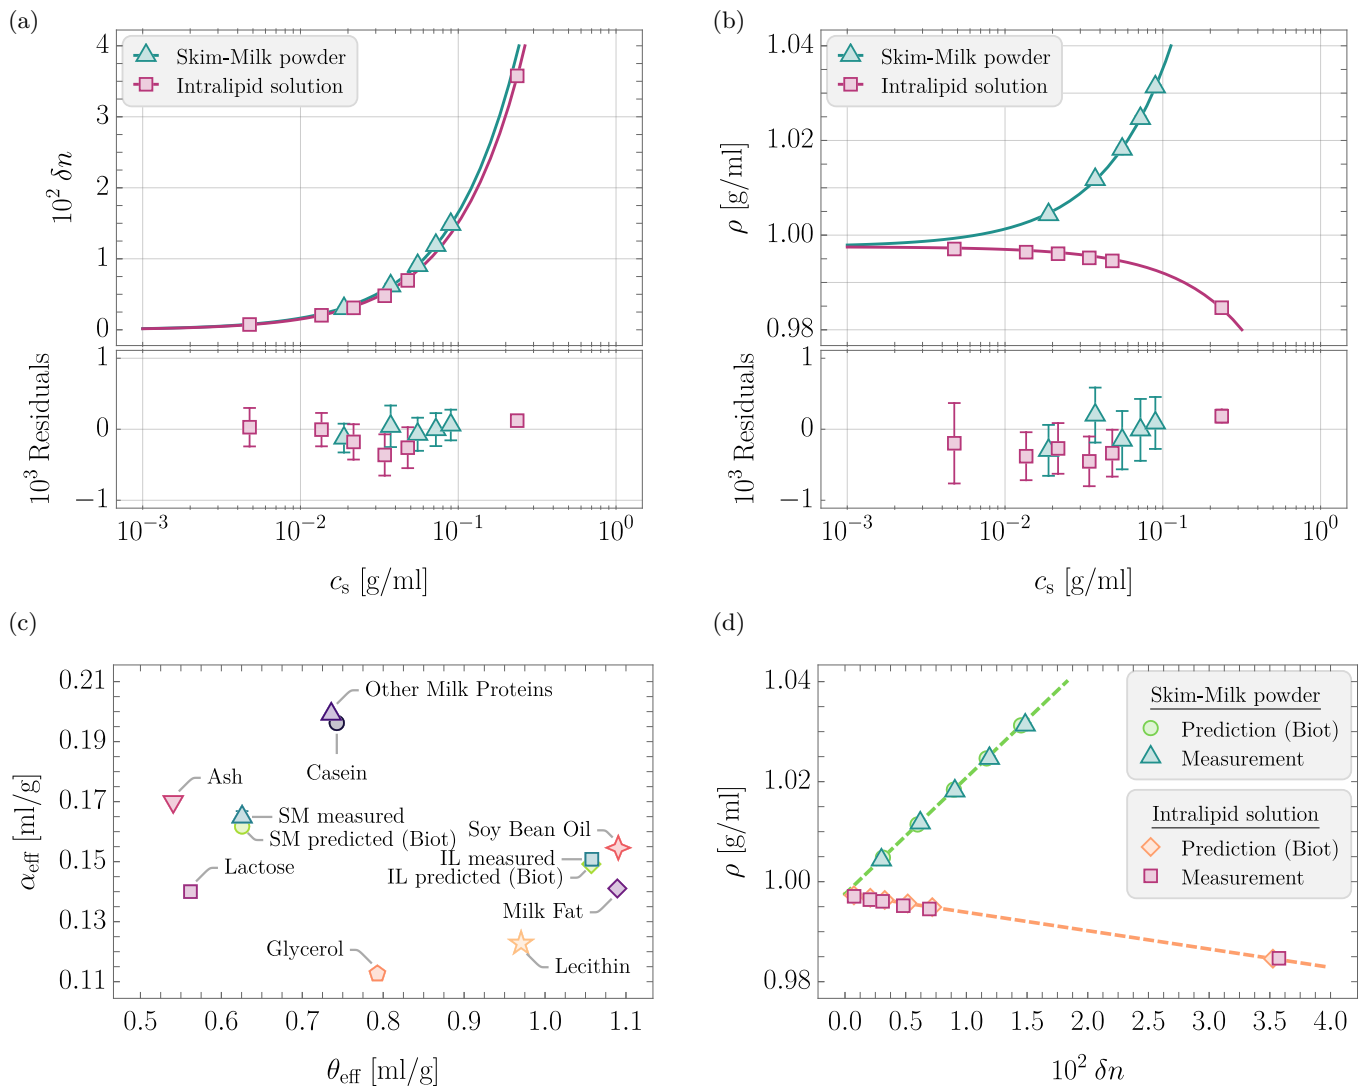 (a)
4
3
2
1
0
10² δn
Skim-Milk powder
Intralipid solution
1
0
−1
10³ Residuals
10⁻³ 10⁻² 10⁻¹ 10⁰
cₛ [g/ml]
(b)
1.04
1.02
1.00
0.98
ρ [g/ml]
Skim-Milk powder
Intralipid solution
1
0
−1
10³ Residuals
10⁻³ 10⁻² 10⁻¹ 10⁰
cₛ [g/ml]
(c)
0.21
0.19
0.17
0.15
0.13
0.11
α_eff [ml/g]
Other Milk Proteins
Casein
Ash
SM measured
SM predicted (Biot)
Lactose
Soy Bean Oil
IL measured
IL predicted (Biot)
Milk Fat
Glycerol
Lecithin
0.5 0.6 0.7 0.8 0.9 1.0 1.1
θ_eff [ml/g]
(d)
1.04
1.02
1.00
0.98
ρ [g/ml]
Skim-Milk powder
Prediction (Biot)
Measurement
Intralipid solution
Prediction (Biot)
Measurement
0.0 0.5 1.0 1.5 2.0 2.5 3.0 3.5 4.0
10² δn